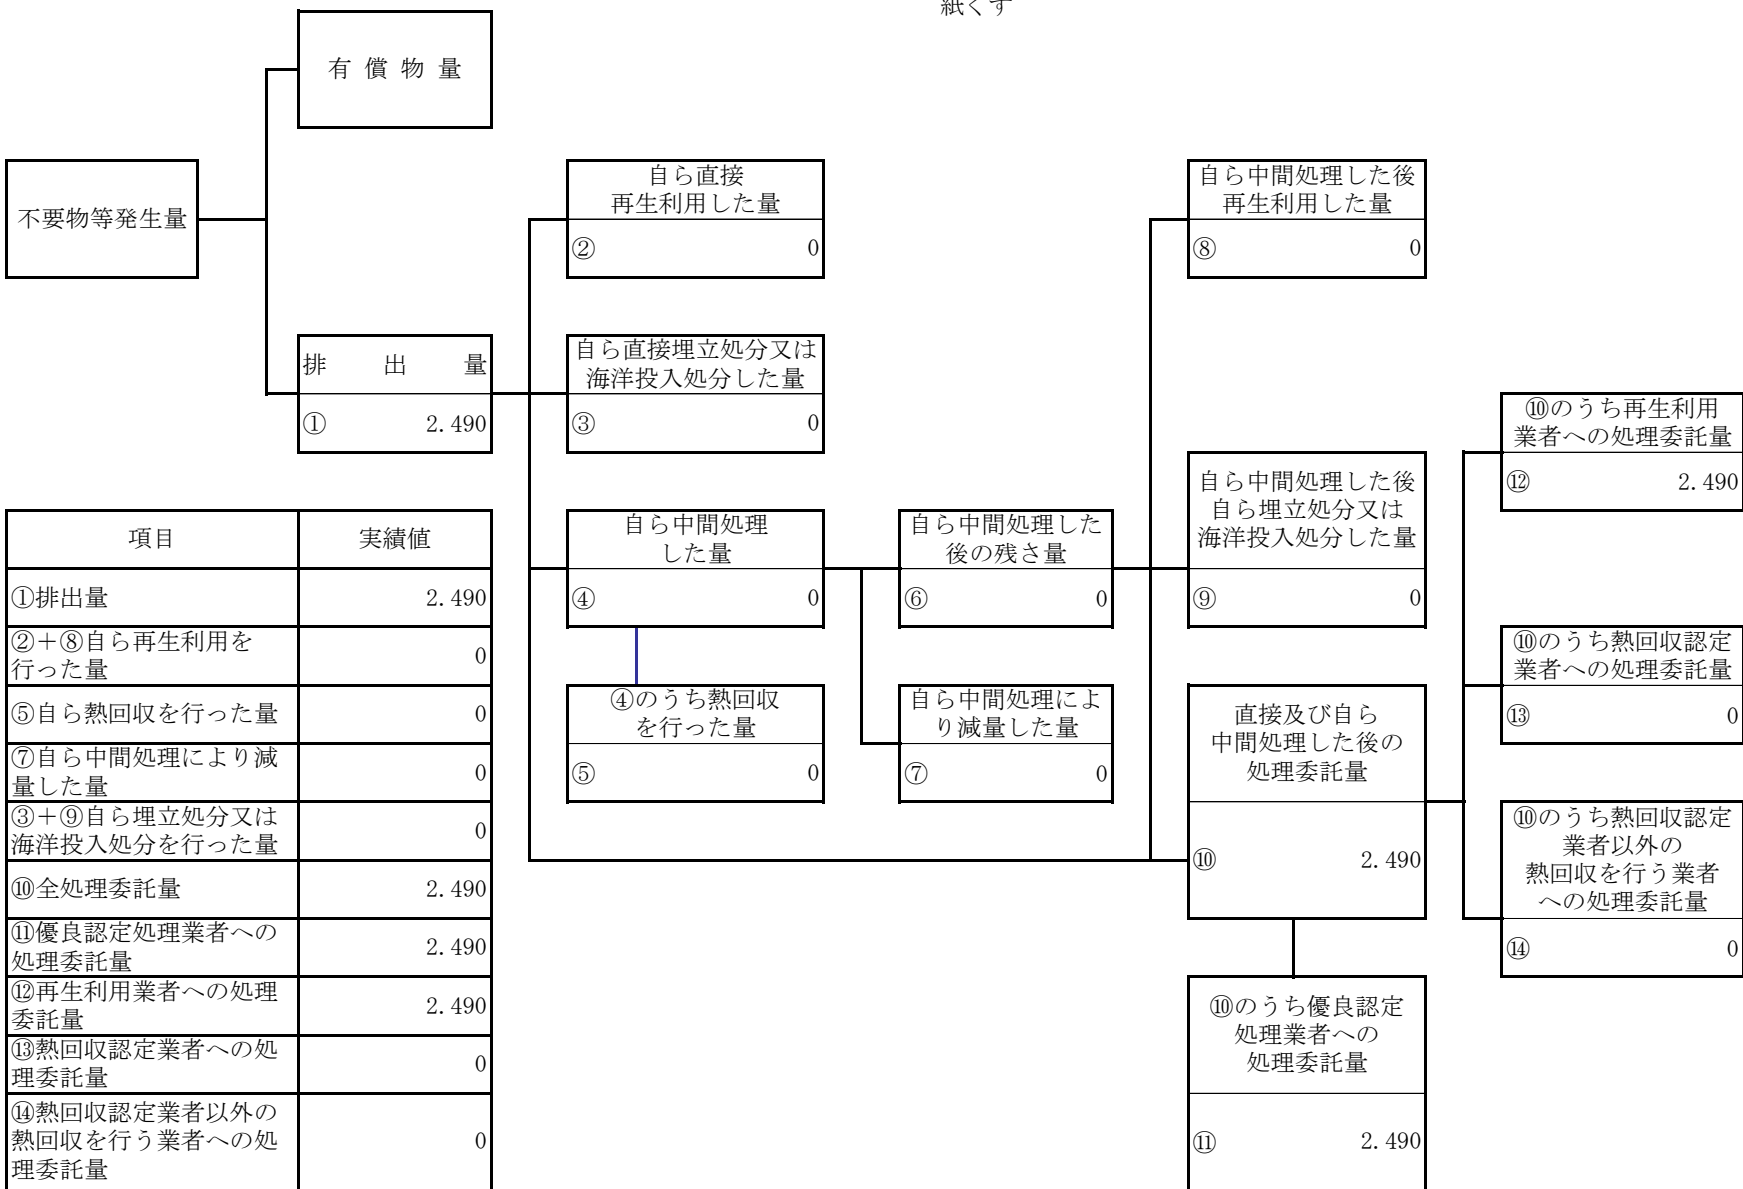 紙くず
有 償 物 量
不要物等発生量
自ら直接
再生利用した量
② 0
自ら中間処理した後
再生利用した量
⑧ 0
排 出 量
① 2.490
自ら直接埋立処分又は
海洋投入処分した量
③ 0
⑩のうち再生利用
業者への処理委託量
⑫ 2.490
自ら中間処理した後
自ら埋立処分又は
海洋投入処分した量
⑨ 0
自ら中間処理
した量
④ 0
自ら中間処理した
後の残さ量
⑥ 0
④のうち熱回収
を行った量
⑤ 0
自ら中間処理によ
り減量した量
⑦ 0
直接及び自ら
中間処理した後の
処理委託量
⑩ 2.490
⑩のうち熱回収認定
業者への処理委託量
⑬ 0
⑩のうち熱回収認定
業者以外の
熱回収を行う業者
への処理委託量
⑭ 0
⑩のうち優良認定
処理業者への
処理委託量
⑪ 2.490
項目 実績値
①排出量 2.490
②＋⑧自ら再生利用を
行った量 0
⑤自ら熱回収を行った量 0
⑦自ら中間処理により減
量した量 0
③＋⑨自ら埋立処分又は
海洋投入処分を行った量 0
⑩全処理委託量 2.490
⑪優良認定処理業者への
処理委託量 2.490
⑫再生利用業者への処理
委託量 2.490
⑬熱回収認定業者への処
理委託量 0
⑭熱回収認定業者以外の
熱回収を行う業者への処 0
理委託量